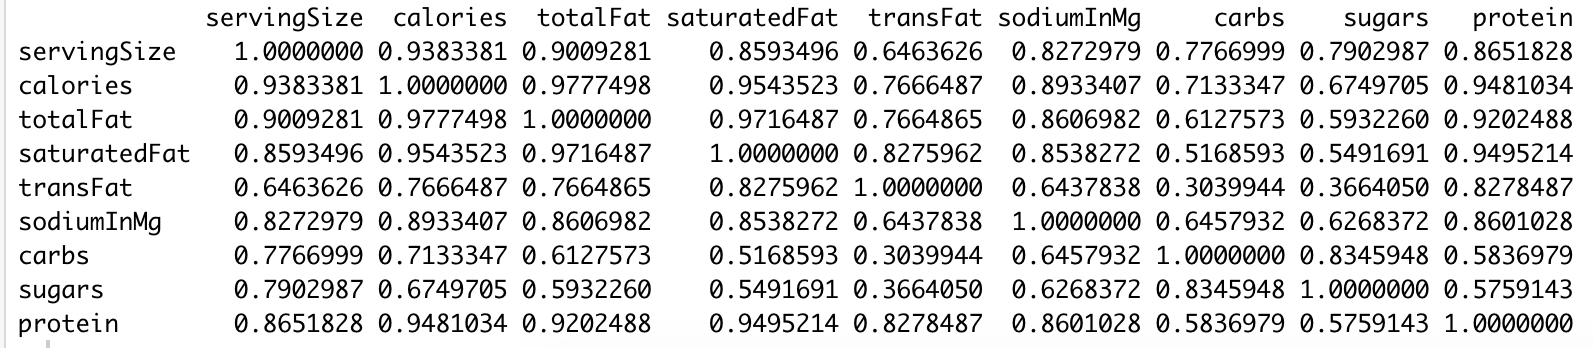 servingSize calories totalFat saturatedFat transFat sodiumInMg carbs sugars protein
servingSize 1.0000000 0.9383381 0.9009281 0.8593496 0.6463626 0.8272979 0.7766999 0.7902987 0.8651828
calories 0.9383381 1.0000000 0.9777498 0.9543523 0.7666487 0.8933407 0.7133347 0.6749705 0.9481034
totalFat 0.9009281 0.9777498 1.0000000 0.9716487 0.7664865 0.8606982 0.6127573 0.5932260 0.9202488
saturatedFat 0.8593496 0.9543523 0.9716487 1.0000000 0.8275962 0.8538272 0.5168593 0.5491691 0.9495214
transFat 0.6463626 0.7666487 0.7664865 0.8275962 1.0000000 0.6437838 0.3039944 0.3664050 0.8278487
sodiumInMg 0.8272979 0.8933407 0.8606982 0.8538272 0.6437838 1.0000000 0.6457932 0.6268372 0.8601028
carbs 0.7766999 0.7133347 0.6127573 0.5168593 0.3039944 0.6457932 1.0000000 0.8345948 0.5836979
sugars 0.7902987 0.6749705 0.5932260 0.5491691 0.3664050 0.6268372 0.8345948 1.0000000 0.5759143
protein 0.8651828 0.9481034 0.9202488 0.9495214 0.8278487 0.8601028 0.5836979 0.5759143 1.0000000